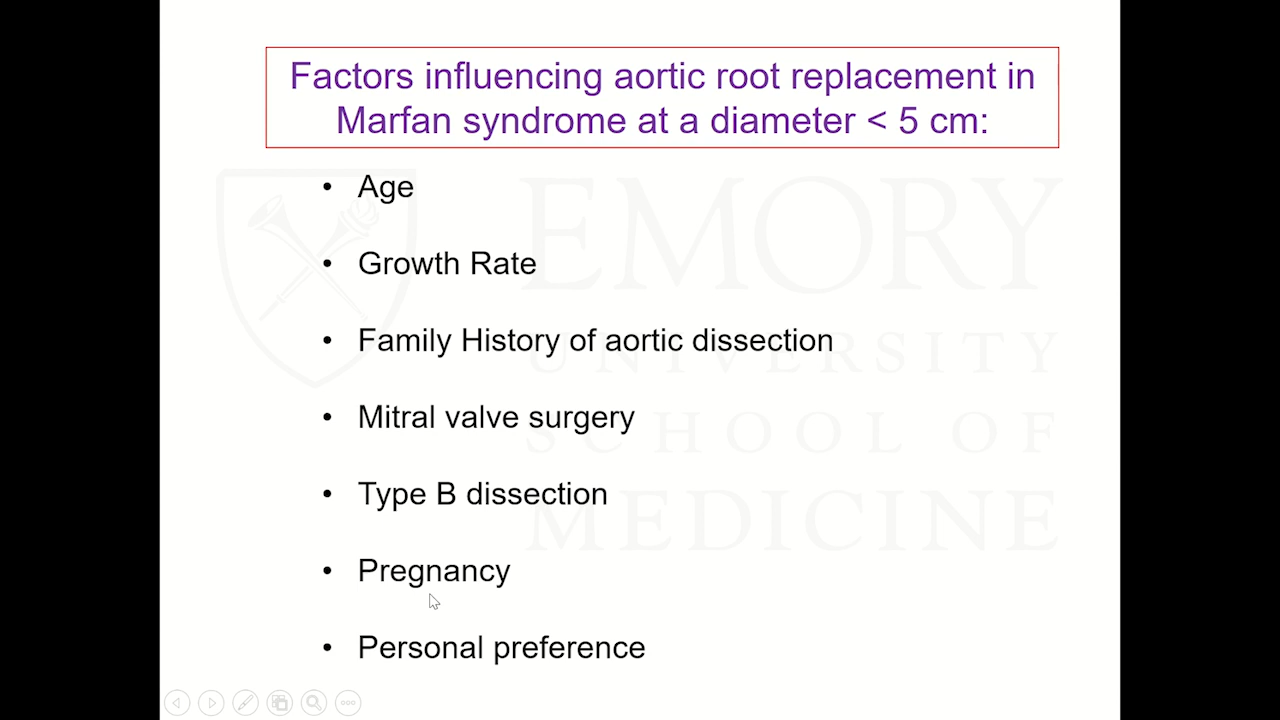 Factors influencing aortic root replacement in
Marfan syndrome at a diameter < 5 cm:
• Age
• Growth Rate
• Family History of aortic dissection
• Mitral valve surgery
• Type B dissection
• Pregnancy
• Personal preference
EMORY
UNIVERSITY
SCHOOL OF
MEDICINE